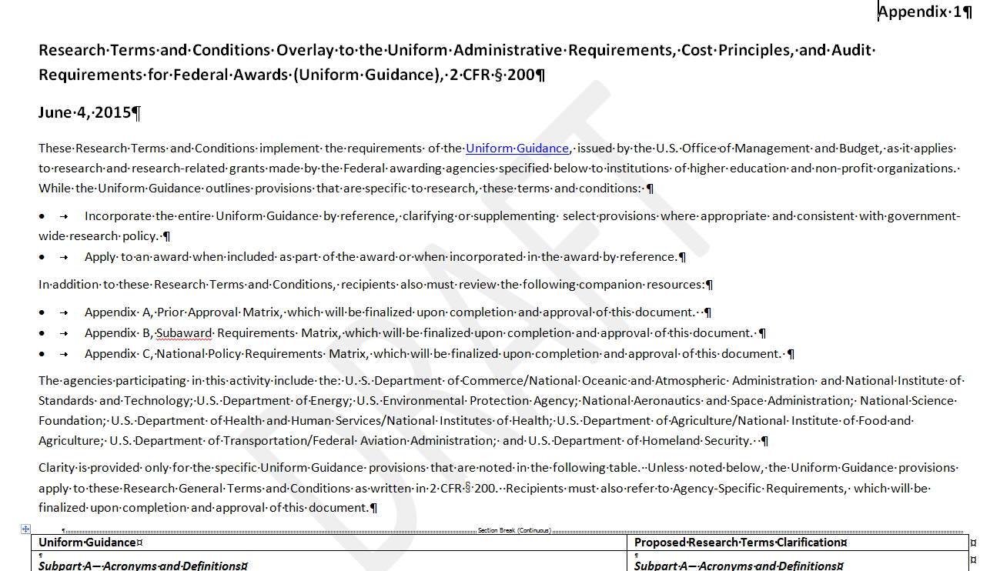 Appendix 1¶
Research Terms and Conditions Overlay to the Uniform Administrative Requirements, Cost Principles, and Audit
Requirements for Federal Awards (Uniform Guidance), 2 CFR § 200¶
June 4, 2015¶
These Research Terms and Conditions implement the requirements of the Uniform Guidance, issued by the U.S. Office of Management and Budget, as it applies
to research and research-related grants made by the Federal awarding agencies specified below to institutions of higher education and non-profit organizations.
While the Uniform Guidance outlines provisions that are specific to research, these terms and conditions: ¶
• → Incorporate the entire Uniform Guidance by reference, clarifying or supplementing select provisions where appropriate and consistent with government-
wide research policy. ¶
• → Apply to an award when included as part of the award or when incorporated in the award by reference.¶
In addition to these Research Terms and Conditions, recipients also must review the following companion resources:¶
• → Appendix A, Prior Approval Matrix, which will be finalized upon completion and approval of this document. ¶
• → Appendix B, Subaward Requirements Matrix, which will be finalized upon completion and approval of this document. ¶
• → Appendix C, National Policy Requirements Matrix, which will be finalized upon completion and approval of this document. ¶
The agencies participating in this activity include the: U. S. Department of Commerce/National Oceanic and Atmospheric Administration and National Institute of
Standards and Technology; U.S. Department of Energy; U.S. Environmental Protection Agency; National Aeronautics and Space Administration; National Science
Foundation; U.S. Department of Health and Human Services/National Institutes of Health; U.S. Department of Agriculture/National Institute of Food and
Agriculture; U.S. Department of Transportation/Federal Aviation Administration; and U.S. Department of Homeland Security. ¶
Clarity is provided only for the specific Uniform Guidance provisions that are noted in the following table. Unless noted below, the Uniform Guidance provisions
apply to these Research General Terms and Conditions as written in 2 CFR § 200. Recipients must also refer to Agency-Specific Requirements, which will be
finalized upon completion and approval of this document.¶
¶ Section Break (Continuous)
Uniform Guidance¤ Proposed Research Terms Clarification¤ ¤
¶ ¶
Subpart A—Acronyms and Definitions¤ Subpart A—Acronyms and Definitions¤ ¤
DRAFT